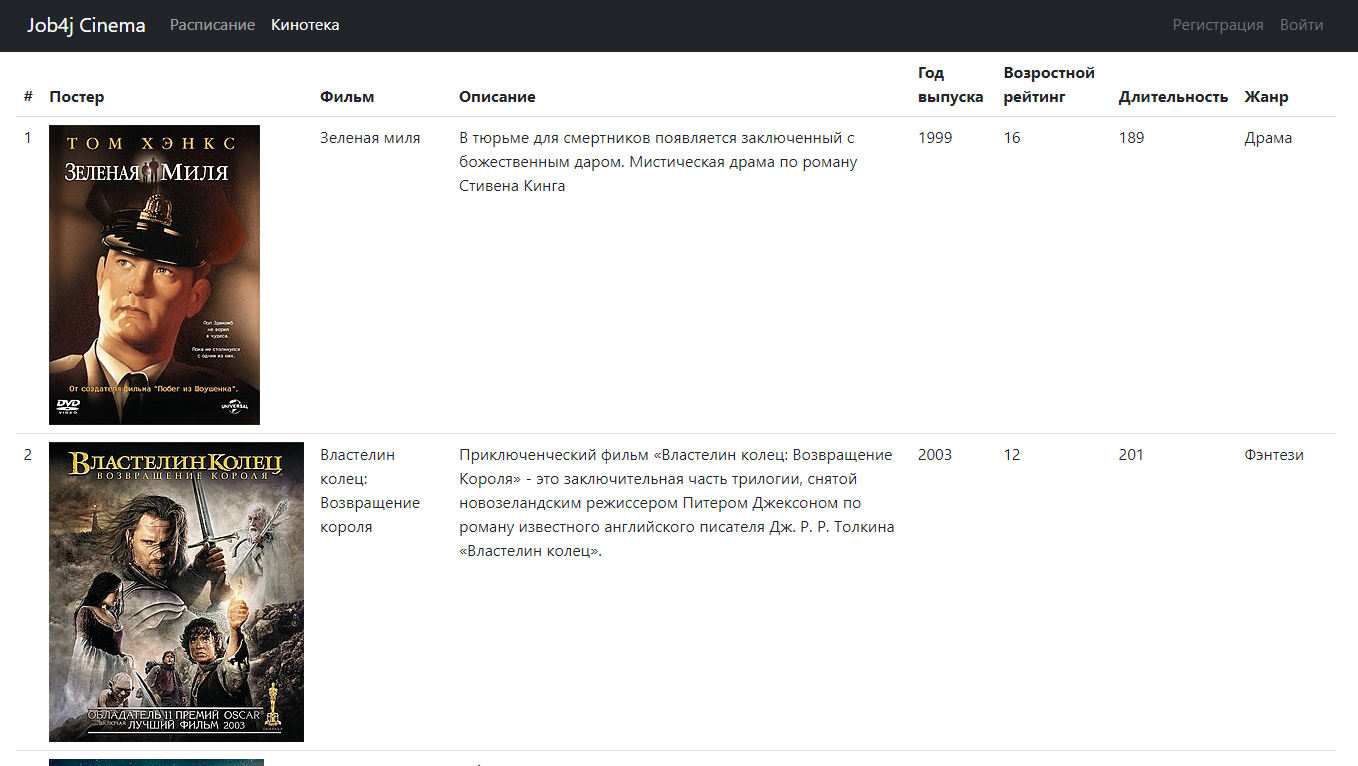 Job4j Cinema Расписание Кинотека Регистрация Войти
# Постер Фильм Описание Год выпуска Возростной рейтинг Длительность Жанр
1
ТОМ ХЭНКС
ЗЕЛЕНАЯ МИЛЯ
Пол Эджкомб
не верил
в чудеса.
Пока не столкнулся
с одним из них.
От создателя фильма "Побег из Шоушенка".
DVD
VIDEO
UNIVERSAL
Зеленая миля
В тюрьме для смертников появляется заключенный с
божественным даром. Мистическая драма по роману
Стивена Кинга
1999
16
189
Драма
2
ВЛАСТЕЛИН КОЛЕЦ
ВОЗВРАЩЕНИЕ КОРОЛЯ
ОБЛАДАТЕЛЬ 11 ПРЕМИЙ OSCAR
ВКЛЮЧАЯ ЛУЧШИЙ ФИЛЬМ 2003
Властелин
колец:
Возвращение
короля
Приключенческий фильм «Властелин колец: Возвращение
Короля» - это заключительная часть трилогии, снятой
новозеландским режиссером Питером Джексоном по
роману известного английского писателя Дж. Р. Р. Толкина
«Властелин колец».
2003
12
201
Фэнтези